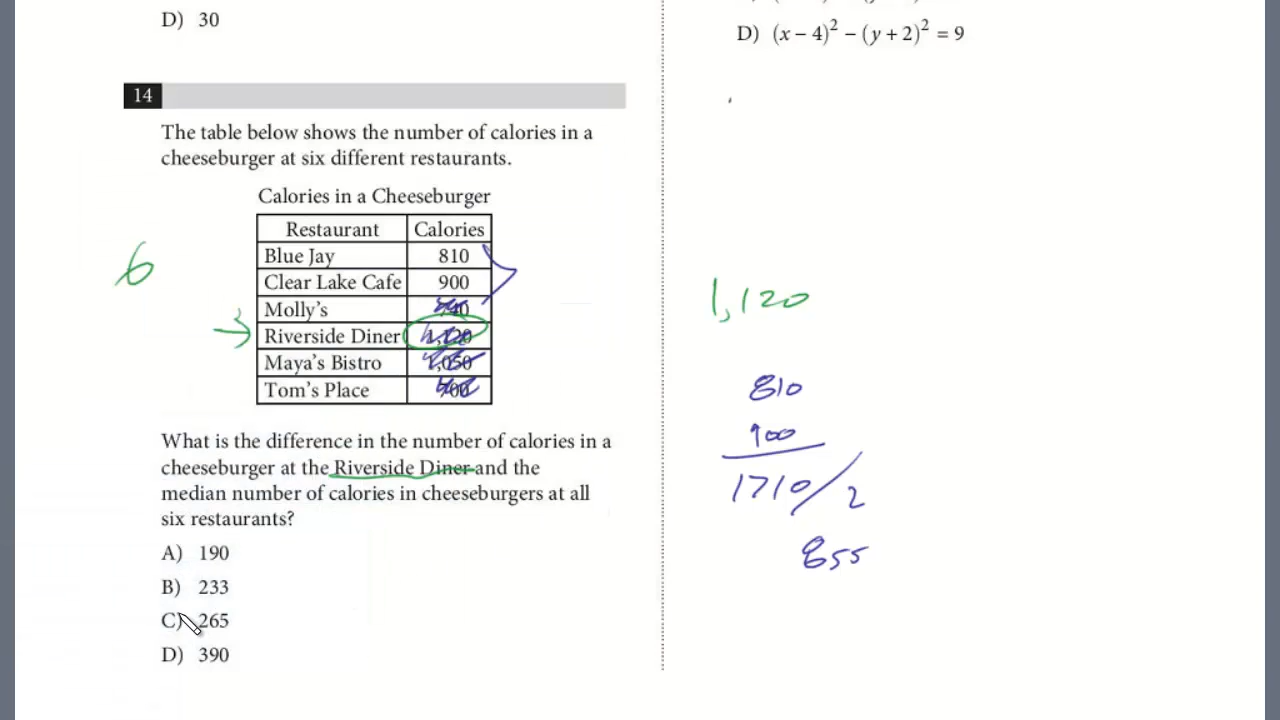 D) 30
14
The table below shows the number of calories in a
cheeseburger at six different restaurants.
Calories in a Cheeseburger
Restaurant Calories
Blue Jay 810
Clear Lake Cafe 900
Molly's
Riverside Diner 1,120
Maya's Bistro 1,050
Tom's Place
6
What is the difference in the number of calories in a
cheeseburger at the Riverside Diner and the
median number of calories in cheeseburgers at all
six restaurants?
A) 190
B) 233
C) 265
D) 390
D) (x – 4)² – (y + 2)² = 9
1,120
810
900
1710/2
855